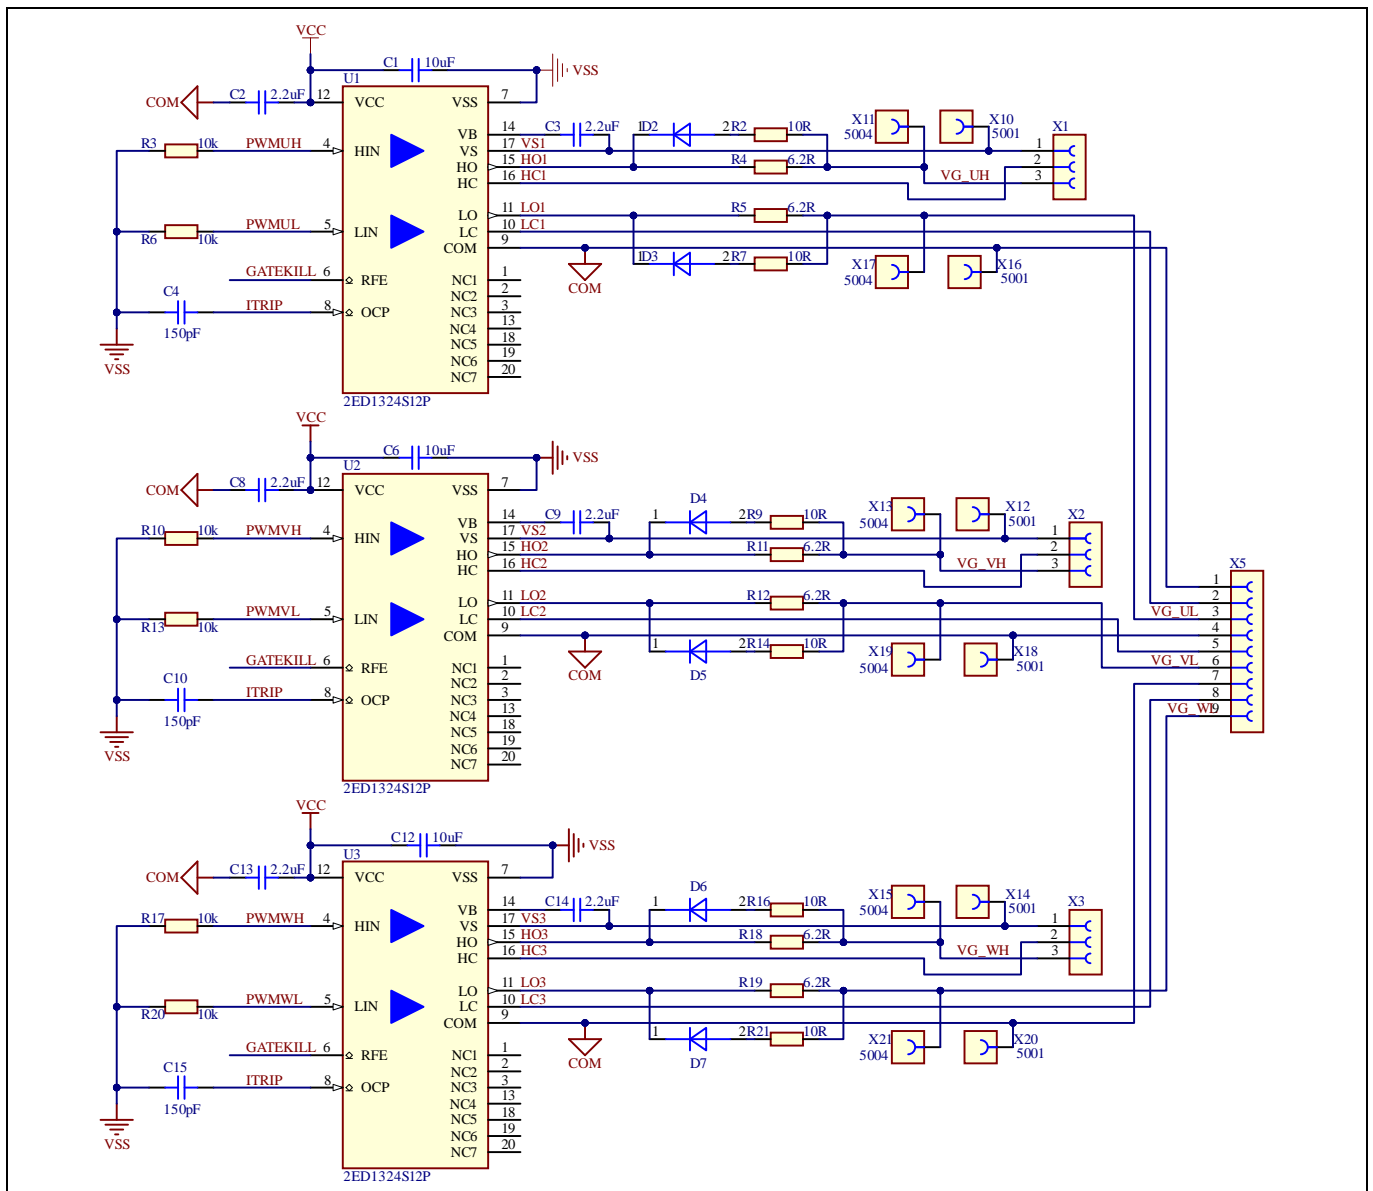 VCC
C1 10uF
VSS
U1
COM C2 2.2uF 12 VCC VSS 7
R3 10k PWMUH 4 HIN
VB 14 C3 2.2uF 1D2 2R2 10R
VS 17 VS1
HO 15 HO1 R4 6.2R
HC 16 HC1 VG_UH
X11 5004 X10 5001 X1
1
2
3
LO 11 LO1 R5 6.2R
R6 10k PWMUL 5 LIN LC 10 LC1
COM 9
1D3 2R7 10R
COM
X17 5004 X16 5001
GATEKILL 6 RFE NC1 1
NC2 2
C4 150pF ITRIP 8 OCP NC3 3
NC4 13
NC5 18
NC6 19
NC7 20
VSS
2ED1324S12P
VCC
C6 10uF
VSS
U2
COM C8 2.2uF 12 VCC VSS 7
R10 10k PWMVH 4 HIN
VB 14 C9 2.2uF 1 D4 2R9 10R
VS 17 VS2
HO 15 HO2 R11 6.2R
HC 16 HC2 VG_VH
X13 5004 X12 5001 X2
1
2
3
LO 11 LO2 R12 6.2R
R13 10k PWMVL 5 LIN LC 10 LC2
COM 9
1 D5 2R14 10R
COM
X19 5004 X18 5001
X5
1
2
VG_UL 3
4
5
VG_VL 6
7
8
VG_WL 9
GATEKILL 6 RFE NC1 1
NC2 2
C10 150pF ITRIP 8 OCP NC3 3
NC4 13
NC5 18
NC6 19
NC7 20
VSS
2ED1324S12P
VCC
C12 10uF
VSS
U3
COM C13 2.2uF 12 VCC VSS 7
R17 10k PWMWH 4 HIN
VB 14 C14 2.2uF 1 D6 2R16 10R
VS 17 VS3
HO 15 HO3 R18 6.2R
HC 16 HC3 VG_WH
X15 5004 X14 5001 X3
1
2
3
LO 11 LO3 R19 6.2R
R20 10k PWMWL 5 LIN LC 10 LC3
COM 9
1 D7 2R21 10R
COM
X21 5004 X20 5001
GATEKILL 6 RFE NC1 1
NC2 2
C15 150pF ITRIP 8 OCP NC3 3
NC4 13
NC5 18
NC6 19
NC7 20
VSS
2ED1324S12P